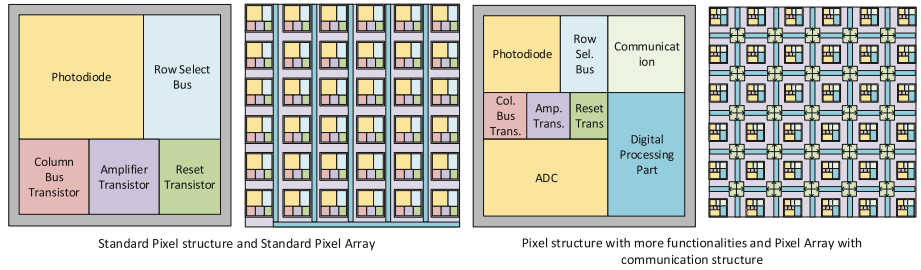 Photodiode
Row Select
Bus
Column
Bus
Transistor
Amplifier
Transistor
Reset
Transistor
Standard Pixel structure and Standard Pixel Array
Photodiode
Row
Sel.
Bus
Communicat
ion
Col.
Bus
Trans.
Amp.
Trans.
Reset
Trans
Digital
Processing
Part
ADC
Pixel structure with more functionalities and Pixel Array with
communication structure